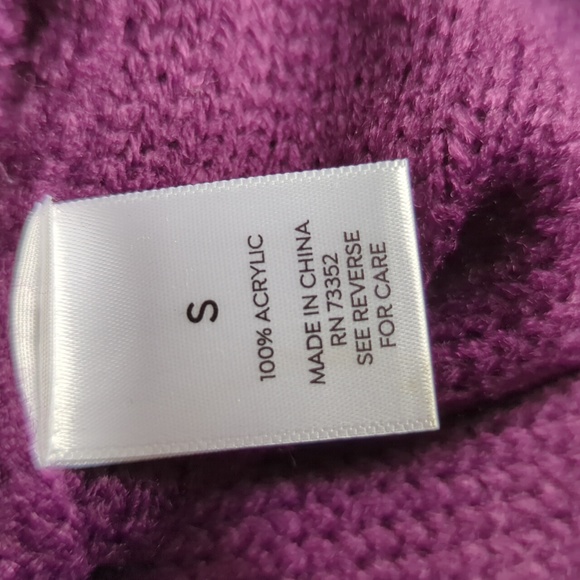 S
100% ACRYLIC
MADE IN CHINA
RN 73352
SEE REVERSE
FOR CARE